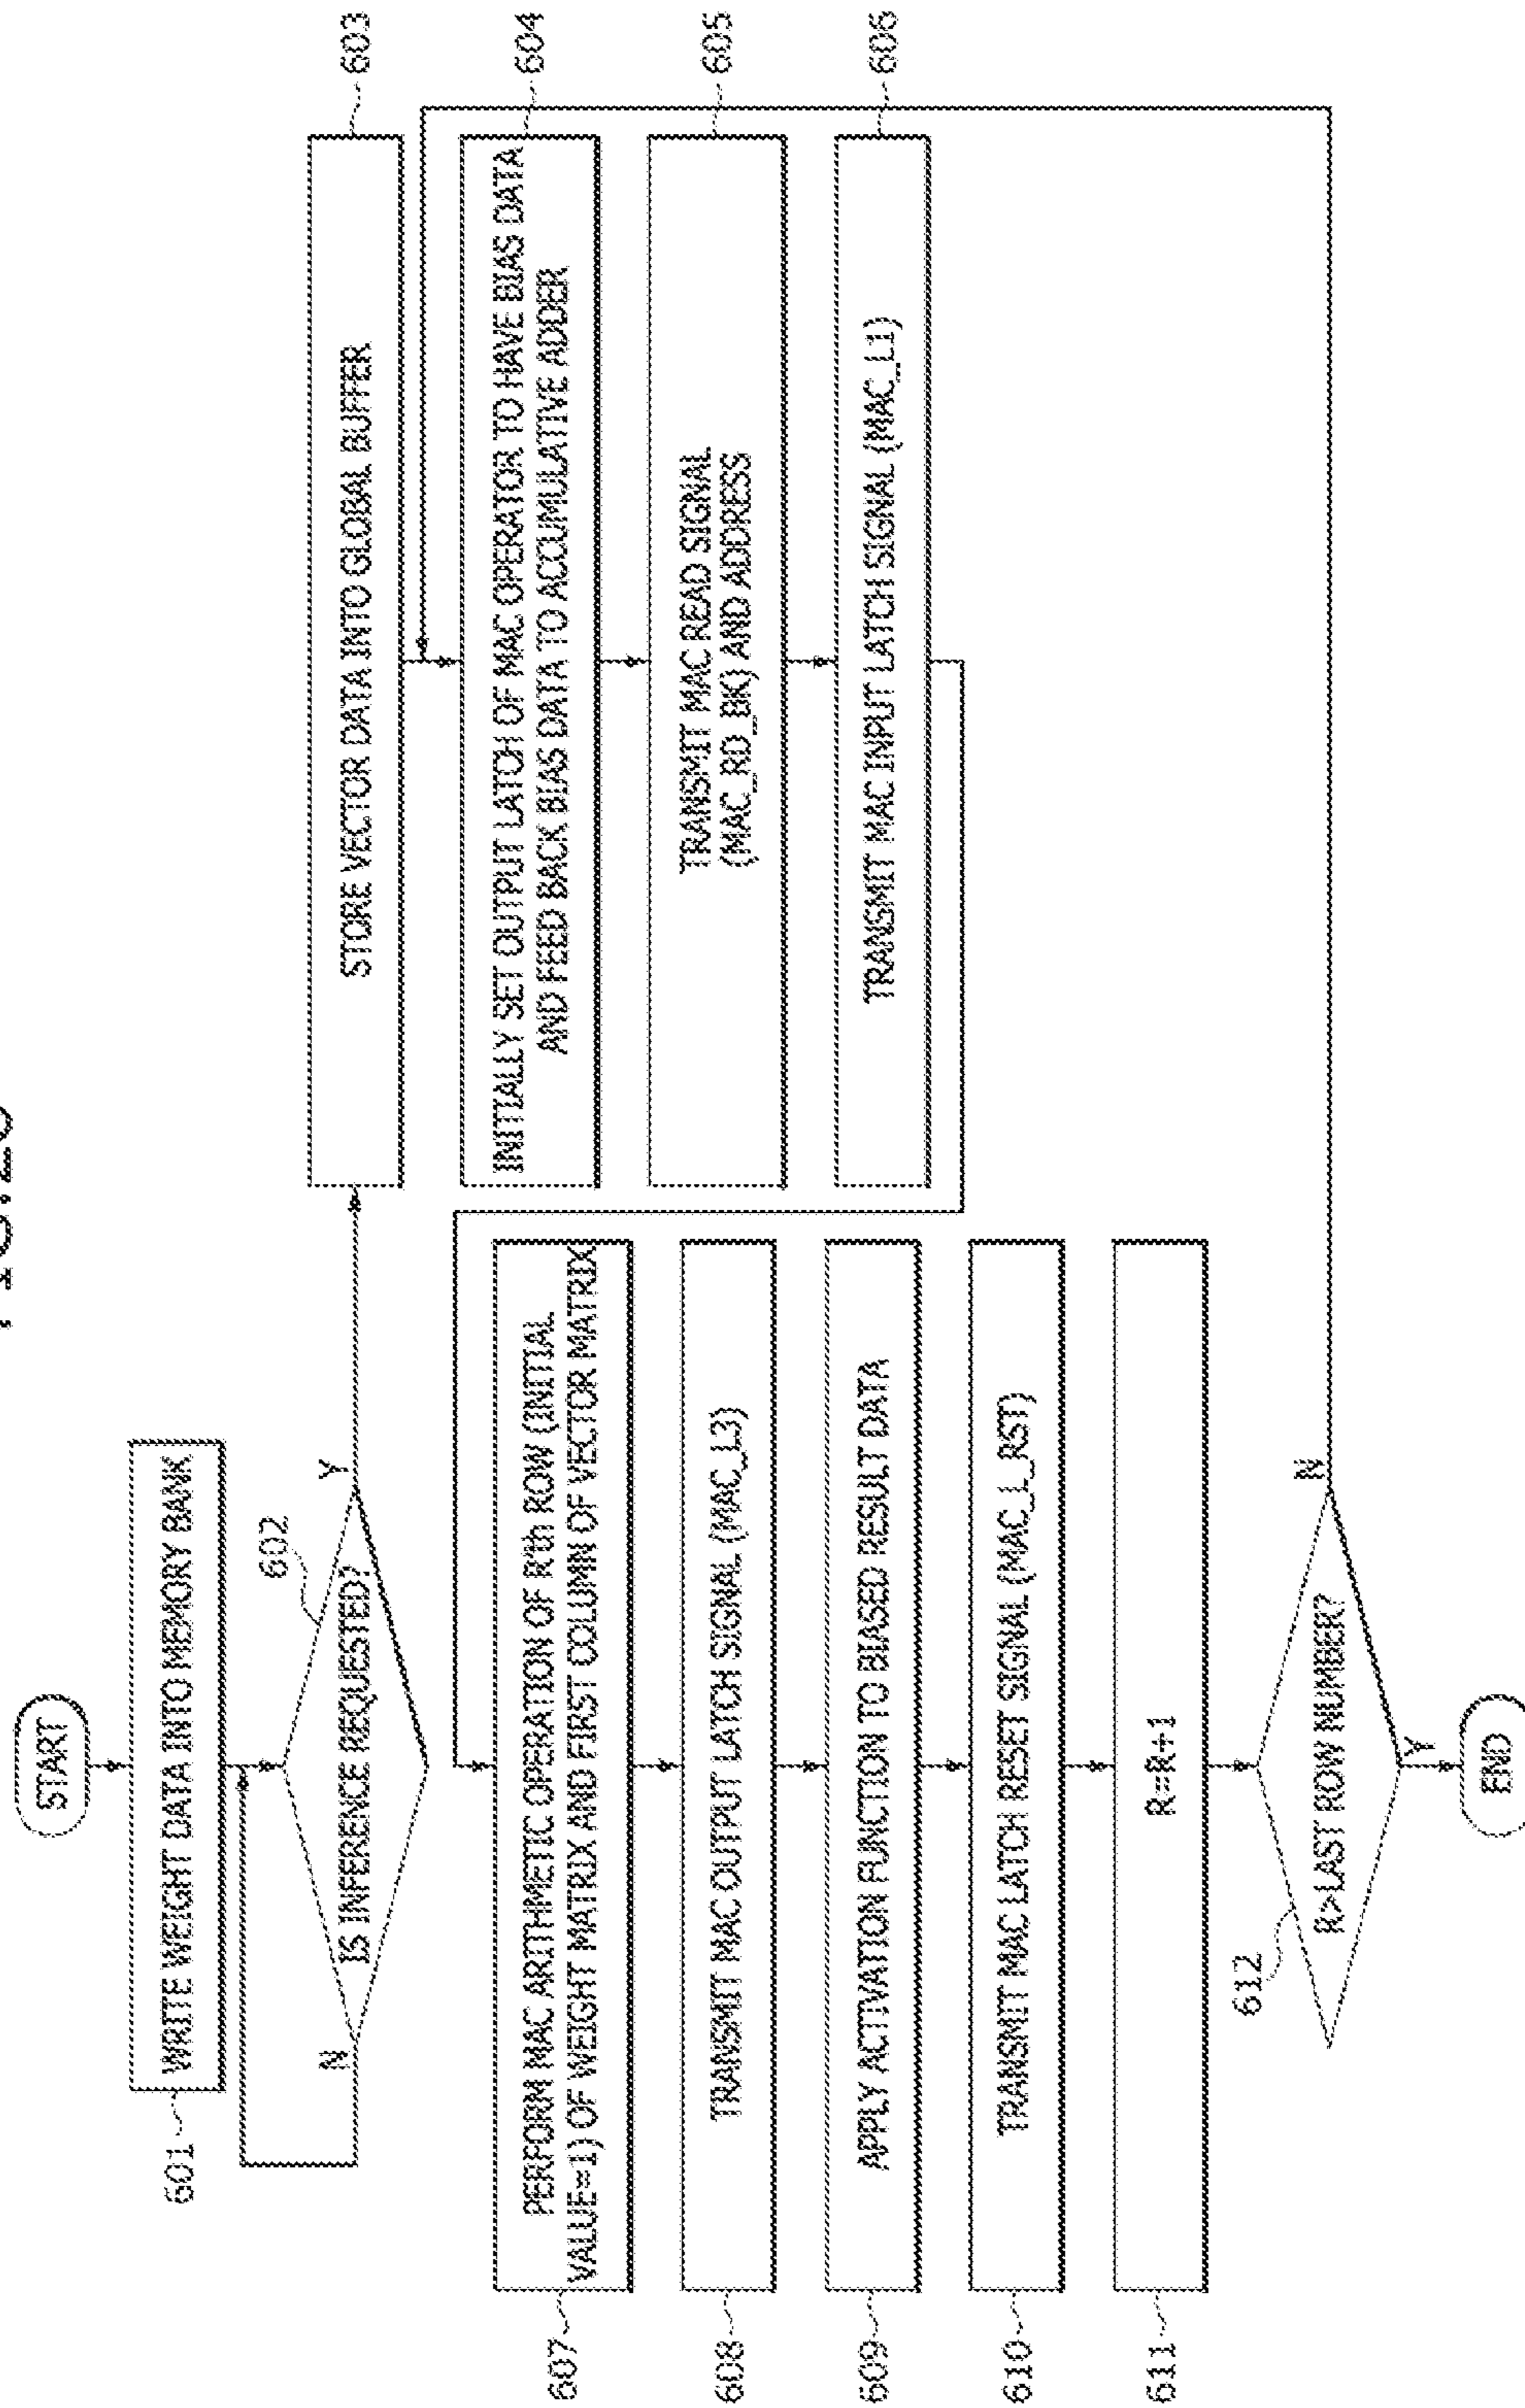 START
WRITE WEIGHT DATA INTO MEMORY BANK
601
602
IS INFERENCE REQUESTED?
N
Y
STORE VECTOR DATA INTO GLOBAL BUFFER
603
INITIALLY SET OUTPUT LATCH OF MAC OPERATOR TO HAVE BIAS DATA
AND FEED BACK BIAS DATA TO ACCUMULATIVE ADDER
604
TRANSMIT MAC READ SIGNAL
(MAC_RD_BK) AND ADDRESS
605
TRANSMIT MAC INPUT LATCH SIGNAL (MAC_L1)
606
PERFORM MAC ARITHMETIC OPERATION OF R'th ROW (INITIAL
VALUE=1) OF WEIGHT MATRIX AND FIRST COLUMN OF VECTOR MATRIX
607
TRANSMIT MAC OUTPUT LATCH SIGNAL (MAC_L3)
608
APPLY ACTIVATION FUNCTION TO BIASED RESULT DATA
609
TRANSMIT MAC LATCH RESET SIGNAL (MAC_L_RST)
610
R=R+1
611
612
R>LAST ROW NUMBER?
N
Y
END